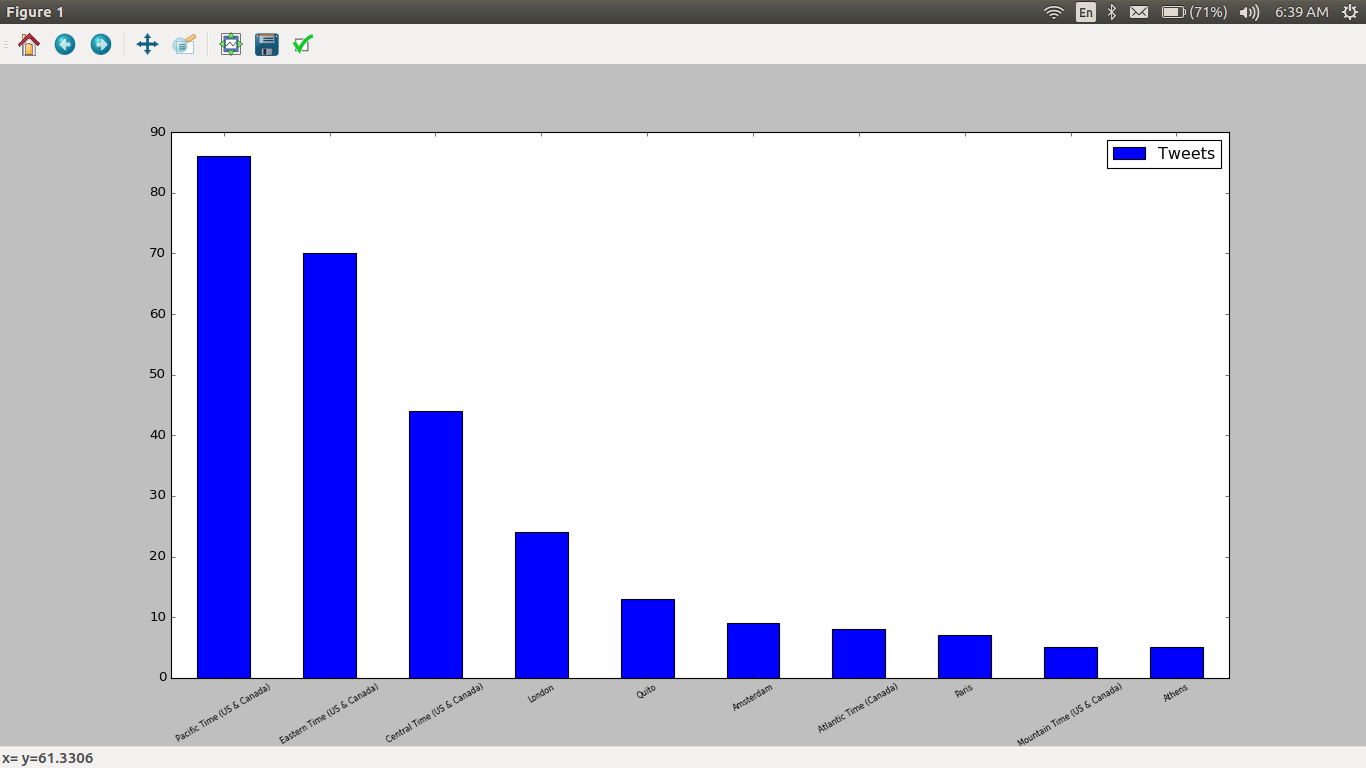 Figure 1
En
(71%)
6:39 AM
90
80
70
60
50
40
30
20
10
0
Tweets
Pacific Time (US & Canada)
Eastern Time (US & Canada)
Central Time (US & Canada)
London
Quito
Amsterdam
Atlantic Time (Canada)
Paris
Mountain Time (US & Canada)
Athens
x= y=61.3306